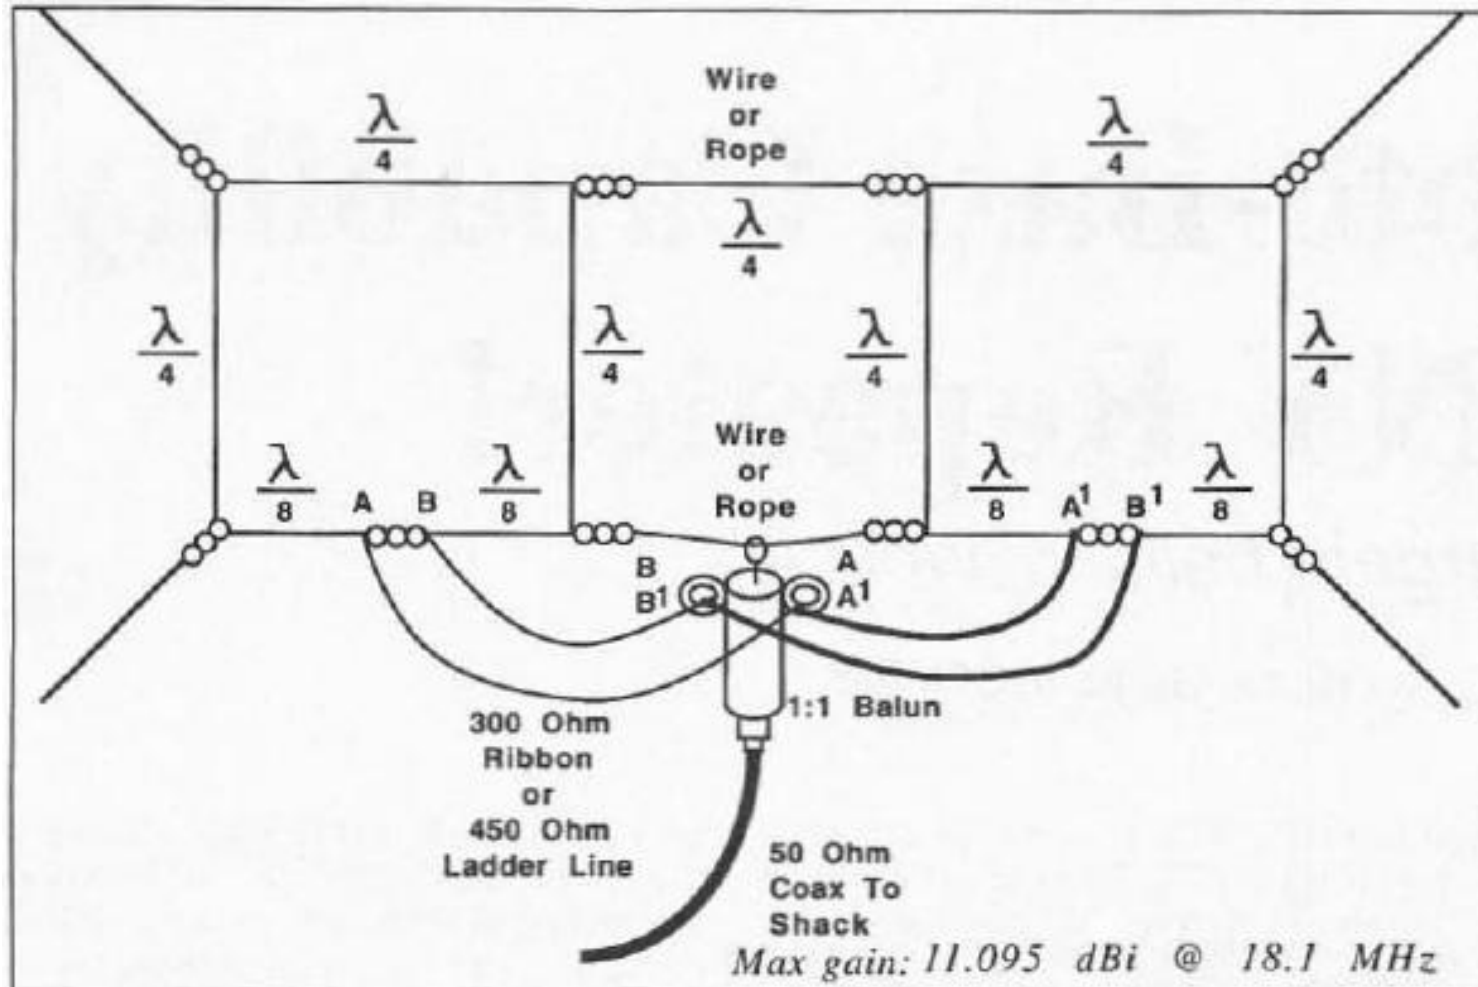 Wire
or
Rope
λ
4
λ
4
λ
4
λ
4
λ
4
λ
4
λ
4
Wire
or
Rope
λ
8
A
B
λ
8
λ
8
A1
B1
λ
8
B
B1
A
A1
1:1 Balun
300 Ohm
Ribbon
or
450 Ohm
Ladder Line
50 Ohm
Coax To
Shack
Max gain: 11.095 dBi @ 18.1 MHz